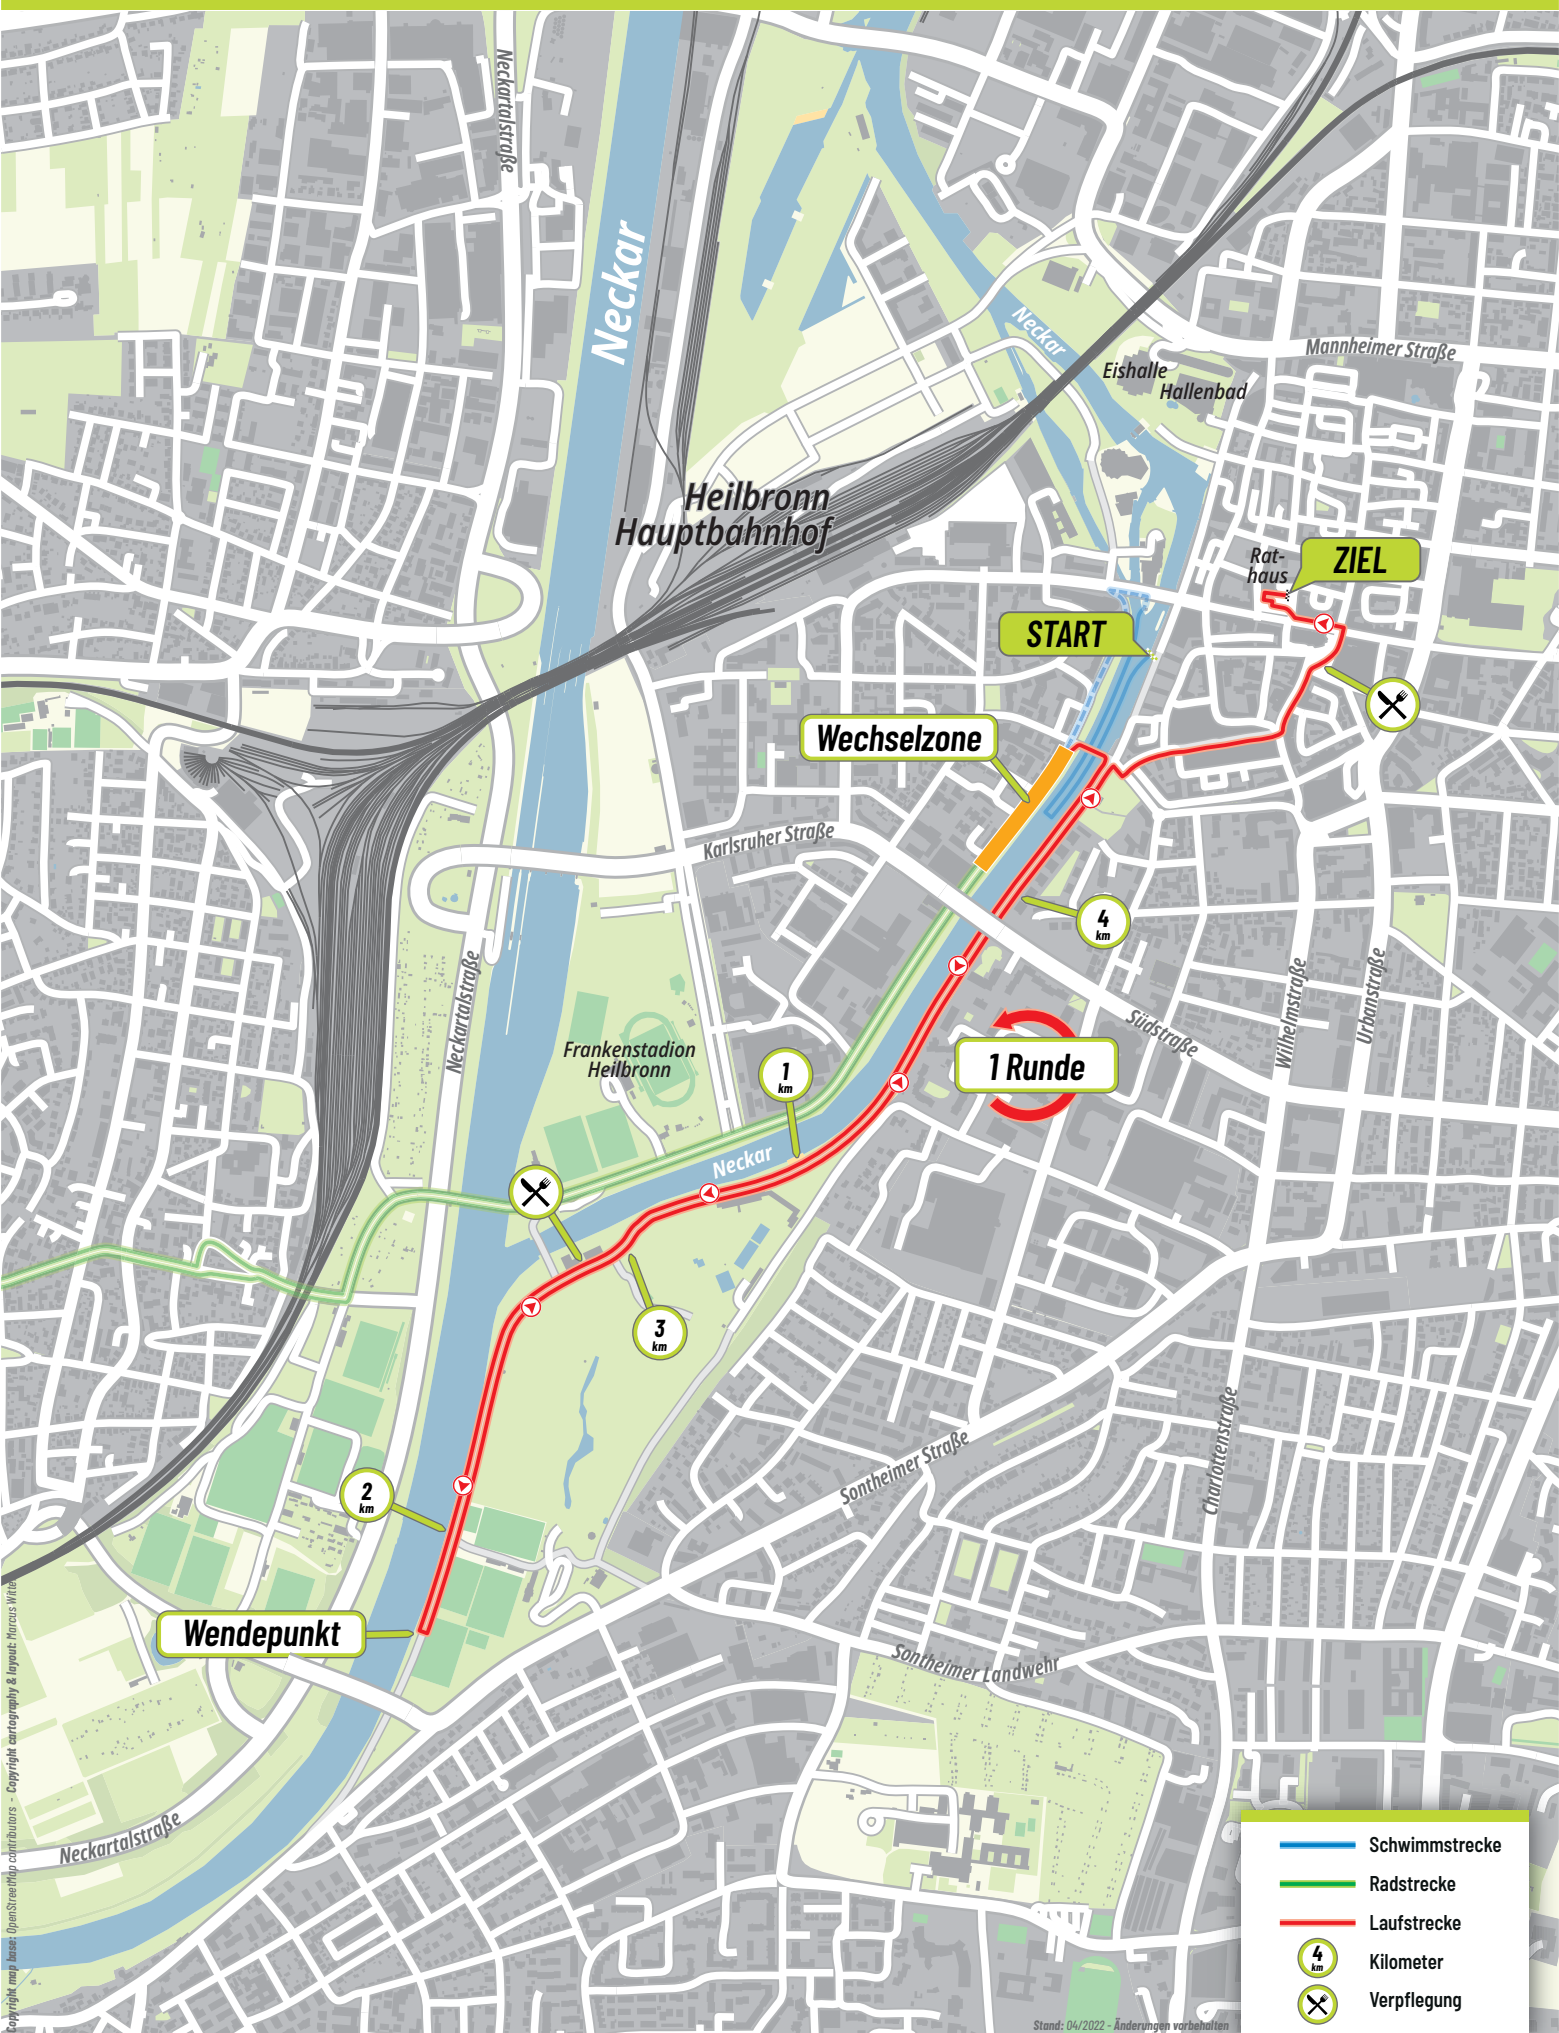 Neckartalstraße
Neckar
Neckar
Mannheimer Straße
Eishalle
Hallenbad
Heilbronn
Hauptbahnhof
Rat-
haus
ZIEL
START
Wechselzone
Karlsruher Straße
4
km
Neckartalstraße
Wilhelmstraße
Urbanstraße
Südstraße
Frankenstadion
Heilbronn
1
km
1 Runde
Neckar
3
km
Charlottenstraße
Sontheimer Straße
2
km
Wendepunkt
Sontheimer Landwehr
Neckartalstraße
Schwimmstrecke
Radstrecke
Laufstrecke
4
km
Kilometer
Verpflegung
Stand: 04/2022 - Änderungen vorbehalten
Copyright map base: OpenStreetMap contributors - Copyright cartography & layout: Marcus Witte